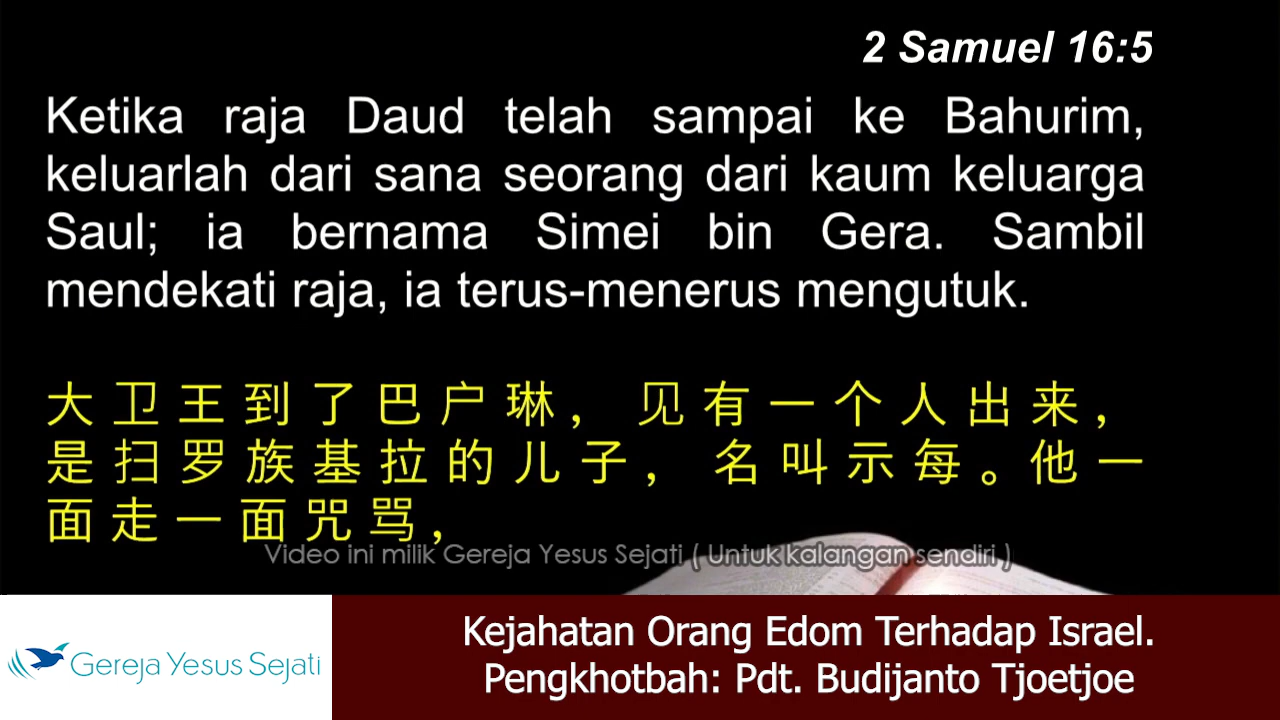 2 Samuel 16:5
Ketika raja Daud telah sampai ke Bahurim,
keluarlah dari sana seorang dari kaum keluarga
Saul; ia bernama Simei bin Gera. Sambil
mendekati raja, ia terus-menerus mengutuk.
大卫王到了巴户琳，见有一个人出来，
是扫罗族基拉的儿子，名叫示每。他一
面走一面咒骂，
Video ini milik Gereja Yesus Sejati ( Untuk kalangan sendiri )
Gereja Yesus Sejati
Kejahatan Orang Edom Terhadap Israel.
Pengkhotbah: Pdt. Budijanto Tjoetjoe